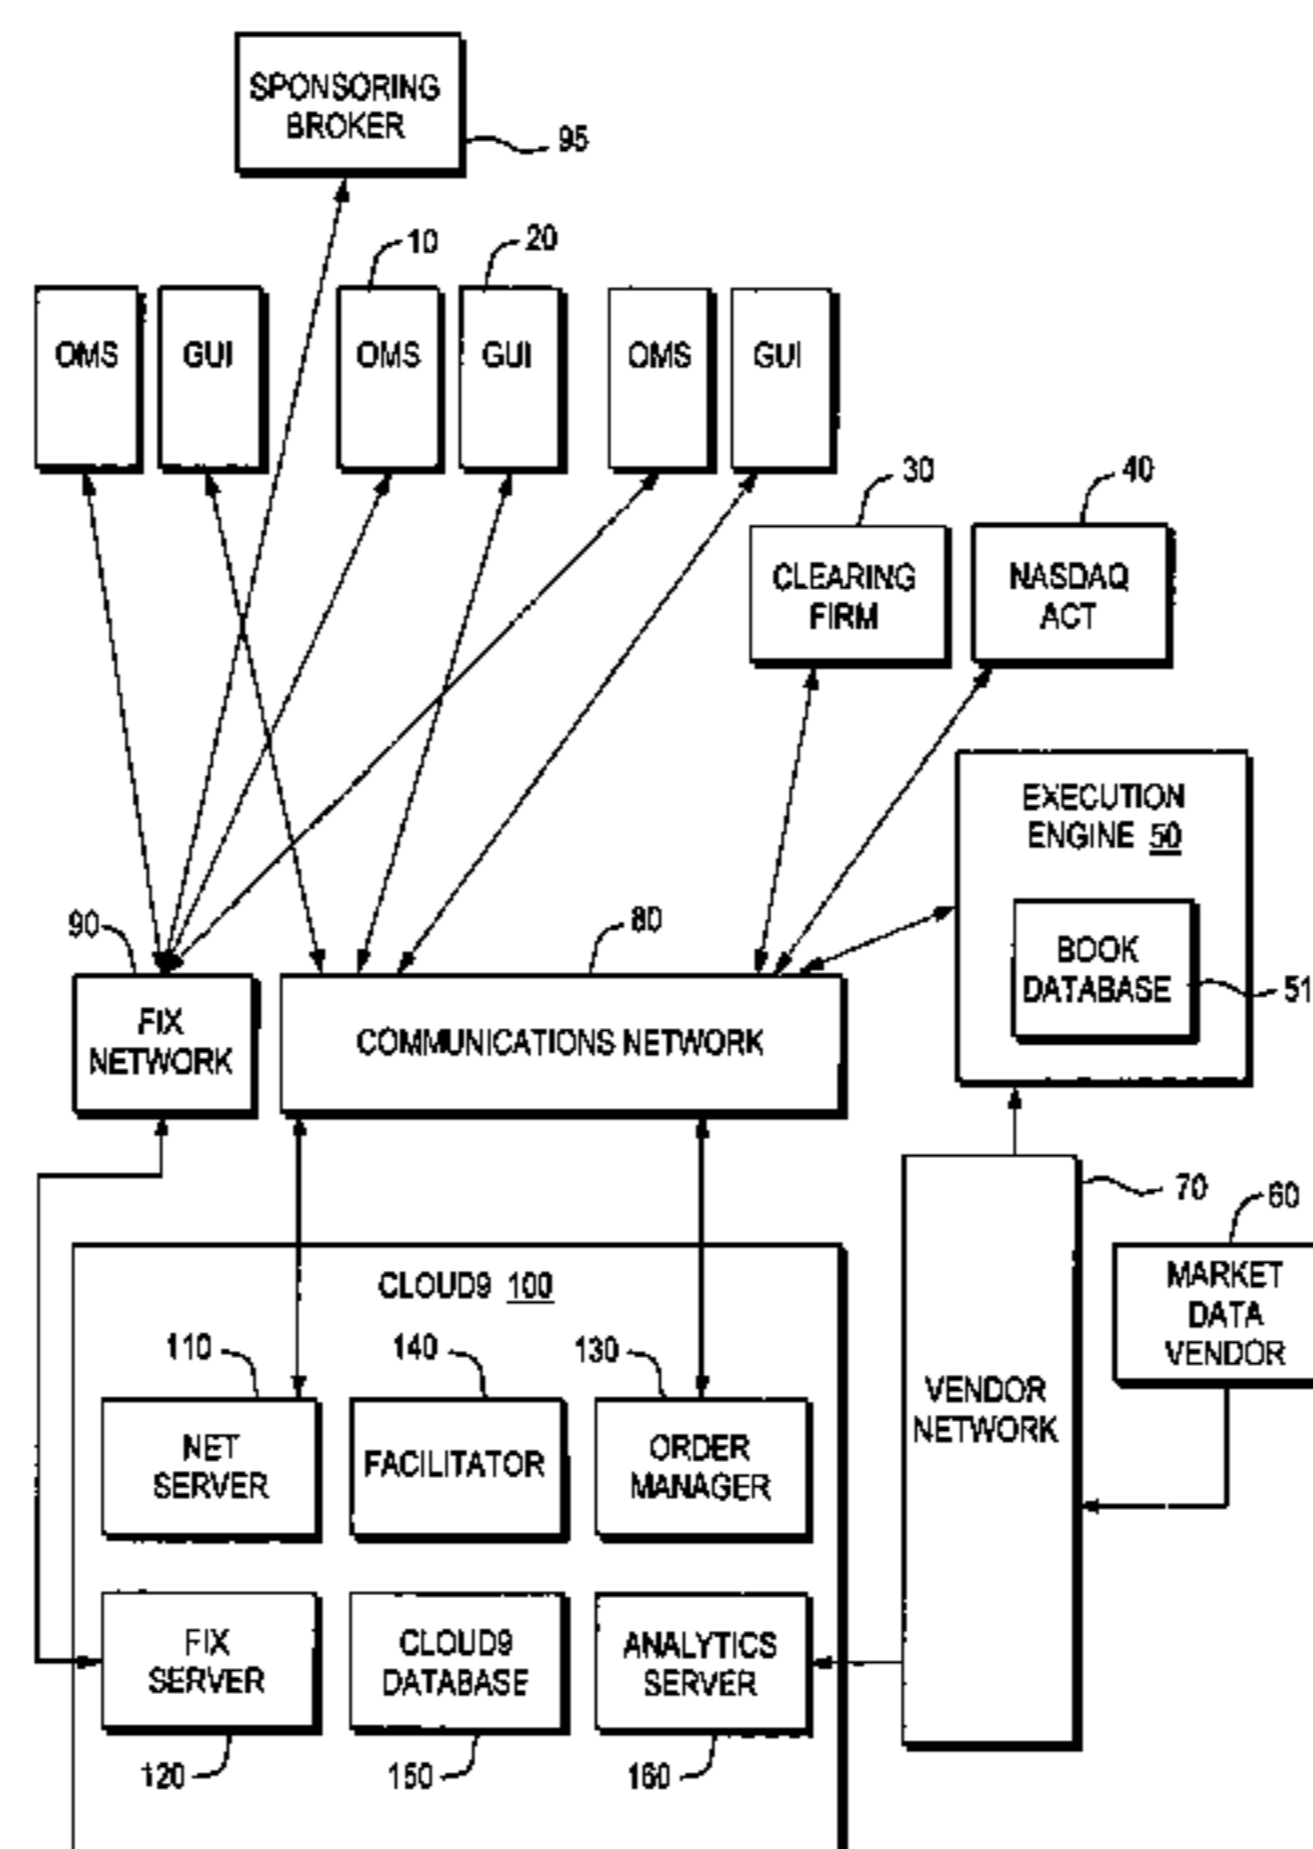 SPONSORING
BROKER
95
10
20
OMS
GUI
OMS
GUI
OMS
GUI
30
40
CLEARING
FIRM
NASDAQ
ACT
EXECUTION
ENGINE 50
BOOK
DATABASE
51
90
80
FIX
NETWORK
COMMUNICATIONS NETWORK
70
60
MARKET
DATA
VENDOR
VENDOR
NETWORK
CLOUD9 100
110
140
130
NET
SERVER
FACILITATOR
ORDER
MANAGER
FIX
SERVER
CLOUD9
DATABASE
ANALYTICS
SERVER
120
150
160